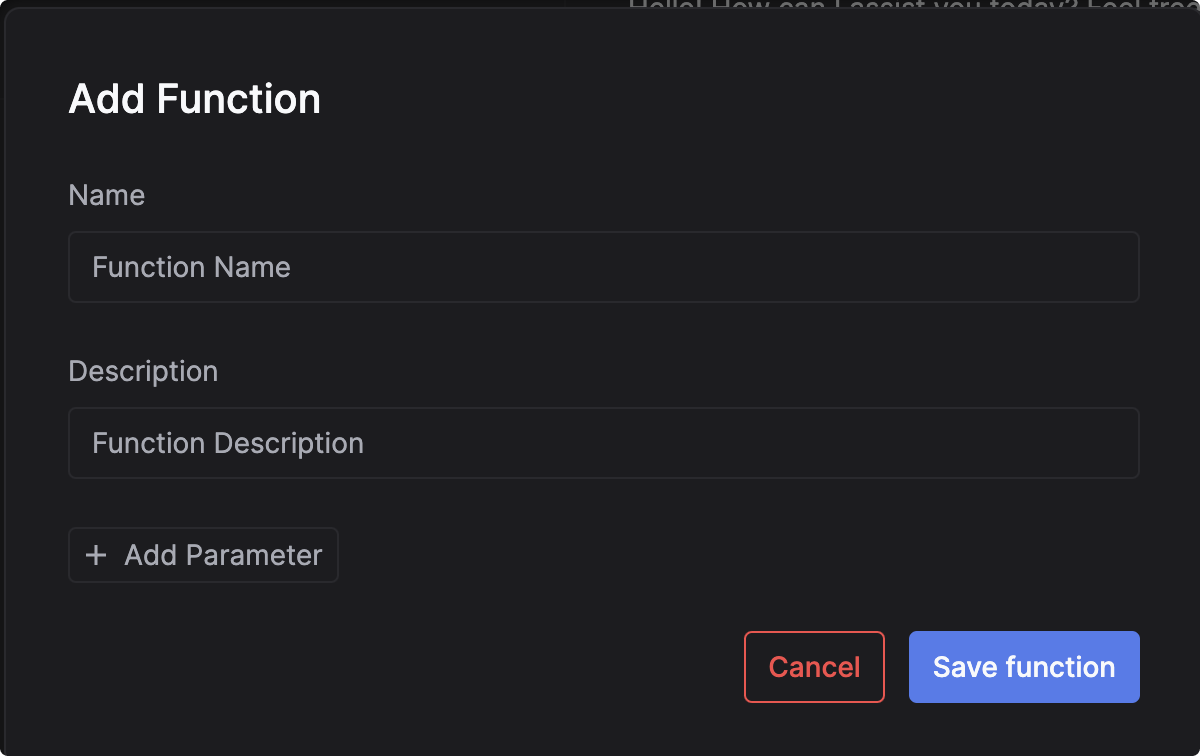 Hello! How can I assist you today? Feel free
Add Function
Name
Function Name
Description
Function Description
+ Add Parameter
Cancel
Save function